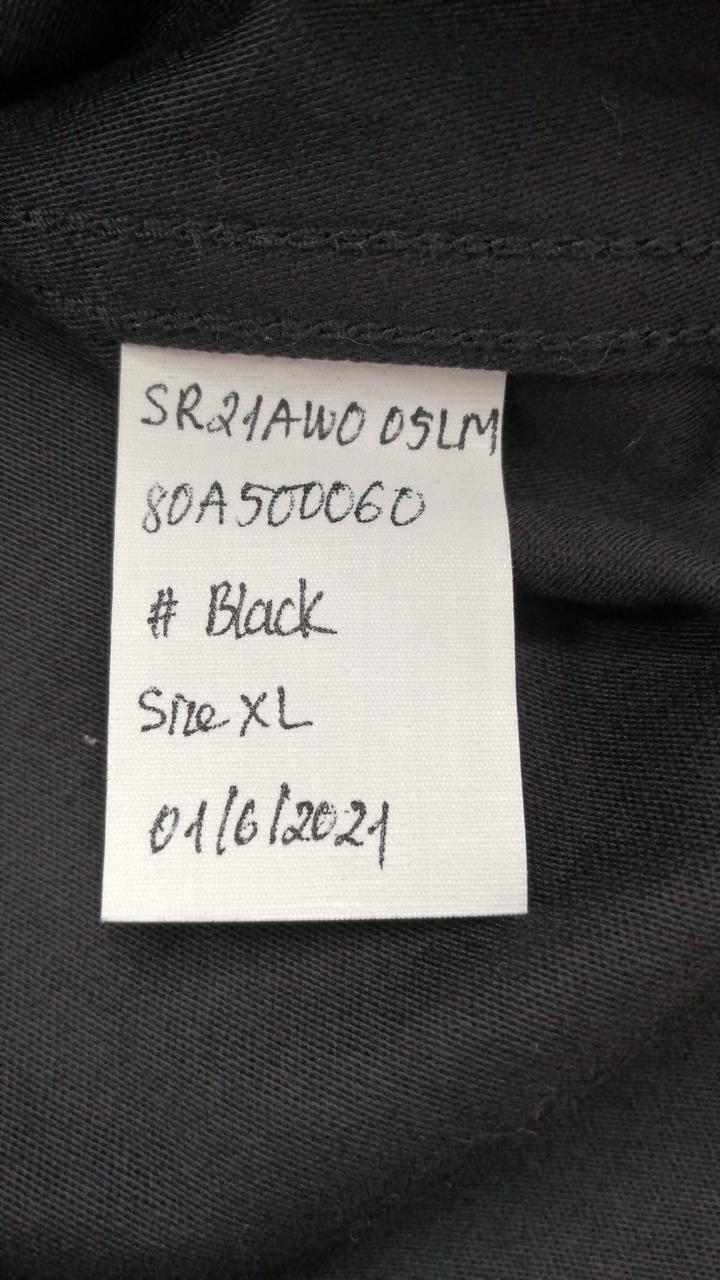 SR21AW0 05LM
80A500060
# Black
Size XL
01/6/2021